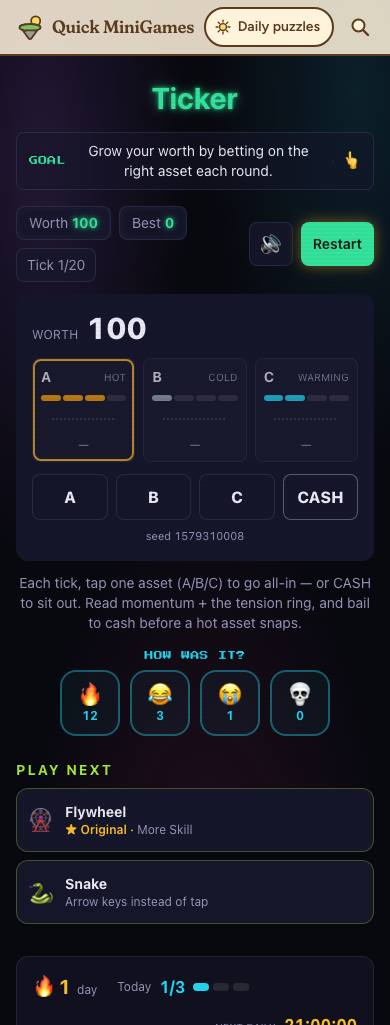 Quick MiniGames
Daily puzzles
Ticker
GOAL
Grow your worth by betting on the
right asset each round.
Worth 100
Best 0
Tick 1/20
Restart
WORTH 100
A HOT
B COLD
C WARMING
—
—
—
A
B
C
CASH
seed 1579310008
Each tick, tap one asset (A/B/C) to go all-in — or CASH
to sit out. Read momentum + the tension ring, and bail
to cash before a hot asset snaps.
HOW WAS IT?
12
3
1
0
PLAY NEXT
Flywheel
Original · More Skill
Snake
Arrow keys instead of tap
1 day
Today 1/3
NEXT DAILY 21:00:00